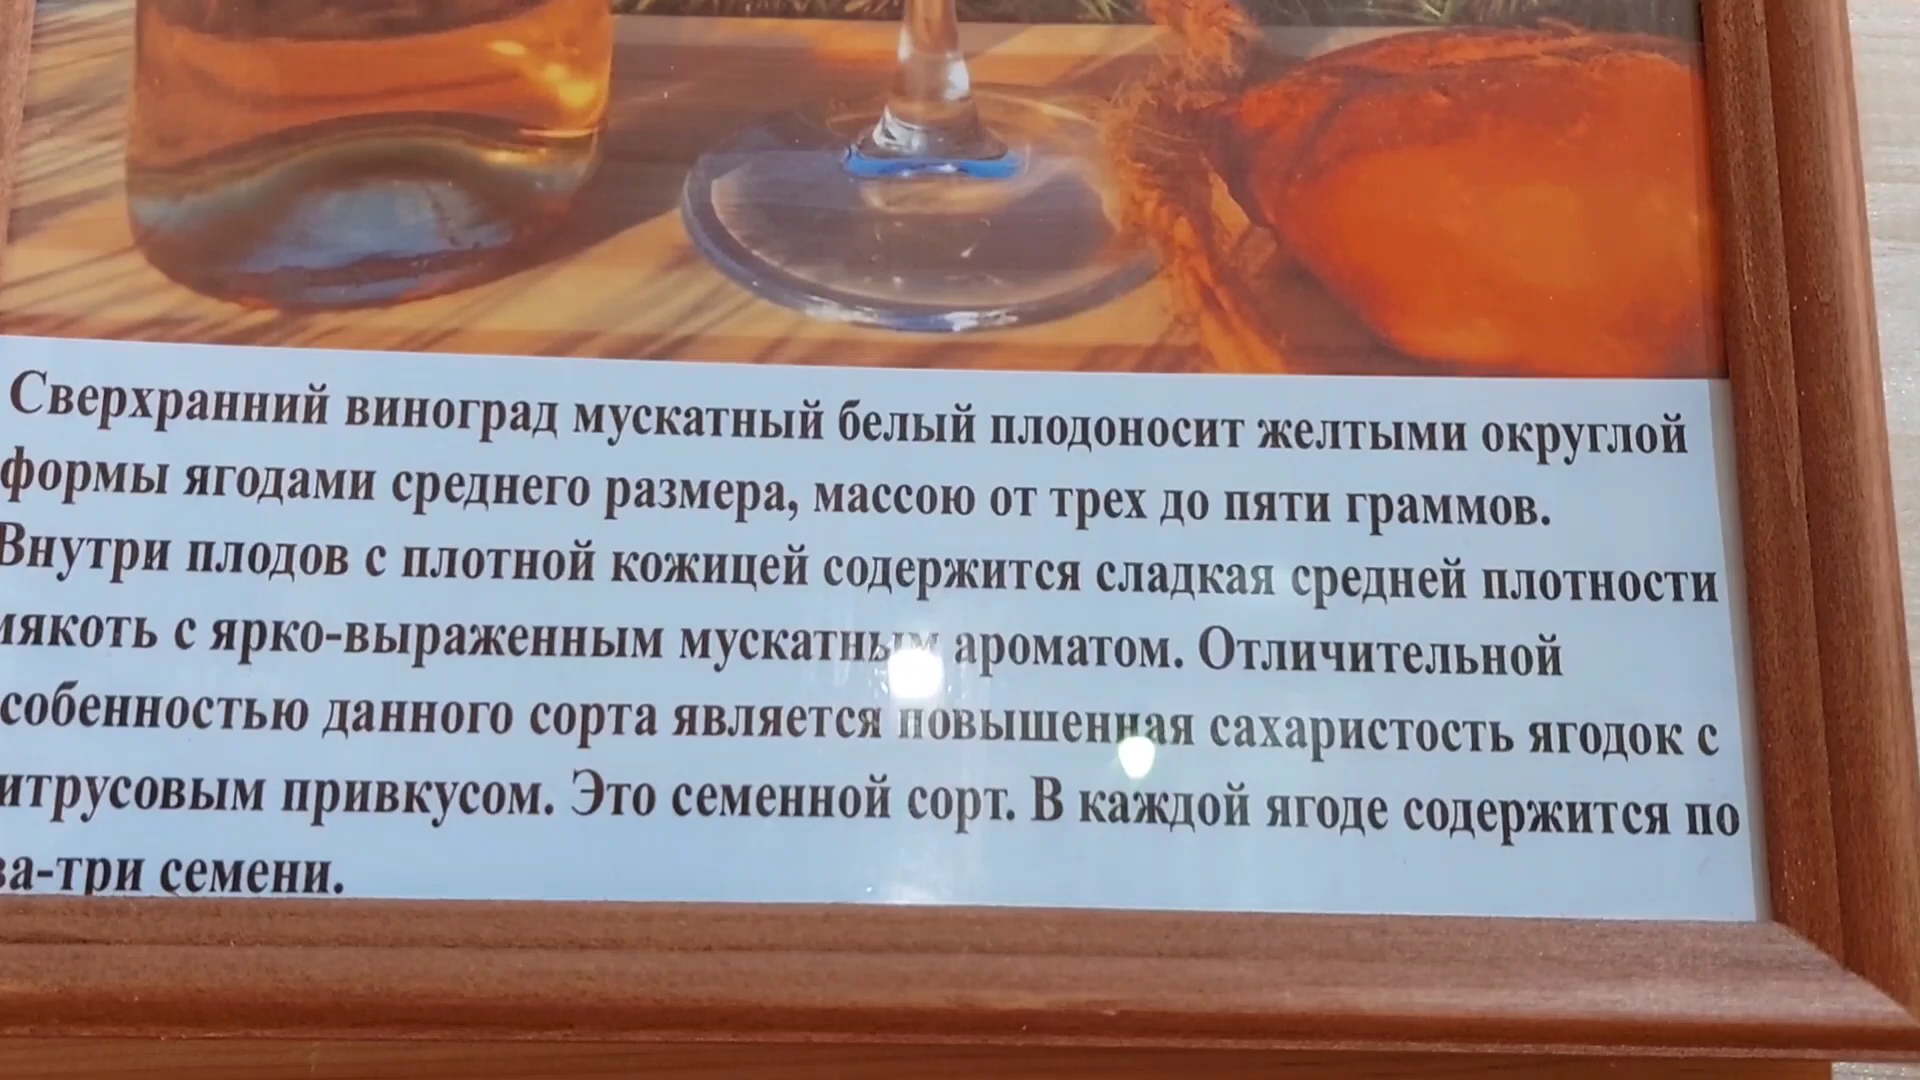 Сверхранний виноград мускатный белый плодоносит желтыми округлой
формы ягодами среднего размера, массою от трех до пяти граммов.
Внутри плодов с плотной кожицей содержится сладкая средней плотности
мякоть с ярко-выраженным мускатным ароматом. Отличительной
собенностью данного сорта является повышенная сахаристость ягодок с
итрусовым привкусом. Это семенной сорт. В каждой ягоде содержится по
ва-три семени.